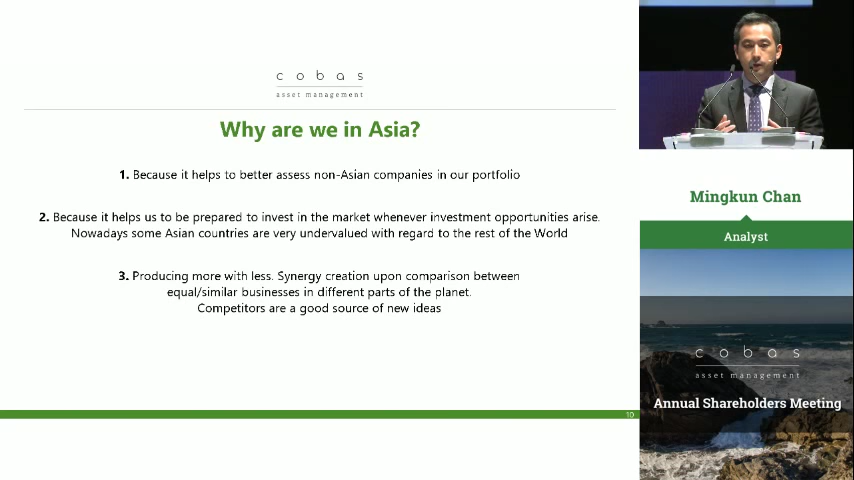 cobas
asset management
Why are we in Asia?
1. Because it helps to better assess non-Asian companies in our portfolio
2. Because it helps us to be prepared to invest in the market whenever investment opportunities arise.
Nowadays some Asian countries are very undervalued with regard to the rest of the World
3. Producing more with less. Synergy creation upon comparison between
equal/similar businesses in different parts of the planet.
Competitors are a good source of new ideas
10
Mingkun Chan
Analyst
cobas
asset management
Annual Shareholders Meeting